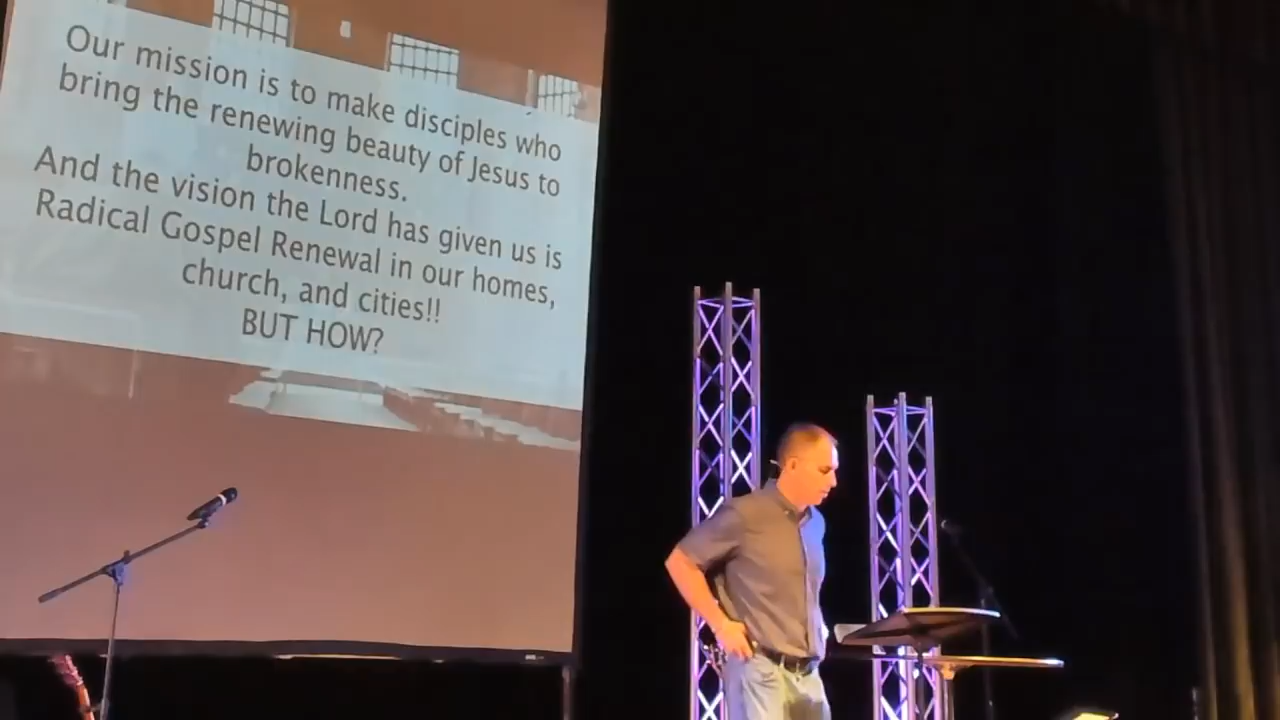 Our mission is to make disciples who
bring the renewing beauty of Jesus to
brokenness.
And the vision the Lord has given us is
Radical Gospel Renewal in our homes,
church, and cities!!
BUT HOW?